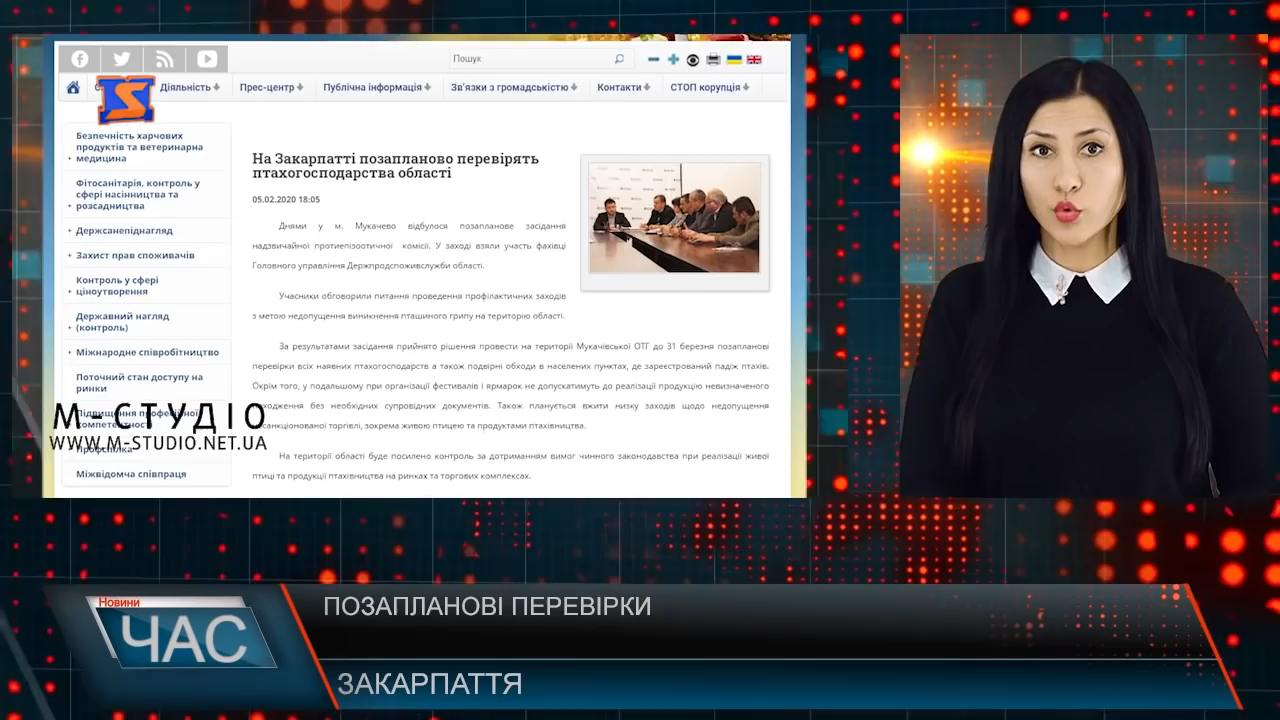 Пошук
Діяльність
Прес-центр
Публічна інформація
Зв'язки з громадськістю
Контакти
СТОП корупція
Безпечність харчових
продуктів та ветеринарна
медицина
Фітосанітарія, контроль у
сфері насінництва та
розсадництва
Держсанепіднагляд
Захист прав споживачів
Контроль у сфері
ціноутворення
Державний нагляд
(контроль)
Міжнародне співробітництво
Поточний стан доступу на
ринки
Підвищення професійної
компетентності
Профспілка
Міжвідомча співпраця
На Закарпатті позапланово перевірять
птахогосподарства області
05.02.2020 18:05
Днями у м. Мукачево відбулося позапланове засідання
надзвичайної протиепізоотичної комісії. У заході взяли участь фахівці
Головного управління Держпродспоживслужби області.
Учасники обговорили питання проведення профілактичних заходів
з метою недопущення виникнення пташиного грипу на територію області.
За результатами засідання прийнято рішення провести на території Мукачівської ОТГ до 31 березня позапланові
перевірки всіх наявних птахогосподарств а також подвірні обходи в населених пунктах, де зареєстрований падіж птахів.
Окрім того, у подальшому при організації фестивалів і ярмарок не допускатимуть до реалізації продукцію невизначеного
походження без необхідних супровідних документів. Також планується вжити низку заходів щодо недопущення
несанкціонованої торгівлі, зокрема живою птицею та продуктами птахівництва.
На території області буде посилено контроль за дотриманням вимог чинного законодавства при реалізації живої
птиці та продукції птахівництва на ринках та торгових комплексах.
М-СТУДІО
WWW.M-STUDIO.NET.UA
Новини
ЧАС
ПОЗАПЛАНОВІ ПЕРЕВІРКИ
ЗАКАРПАТТЯ